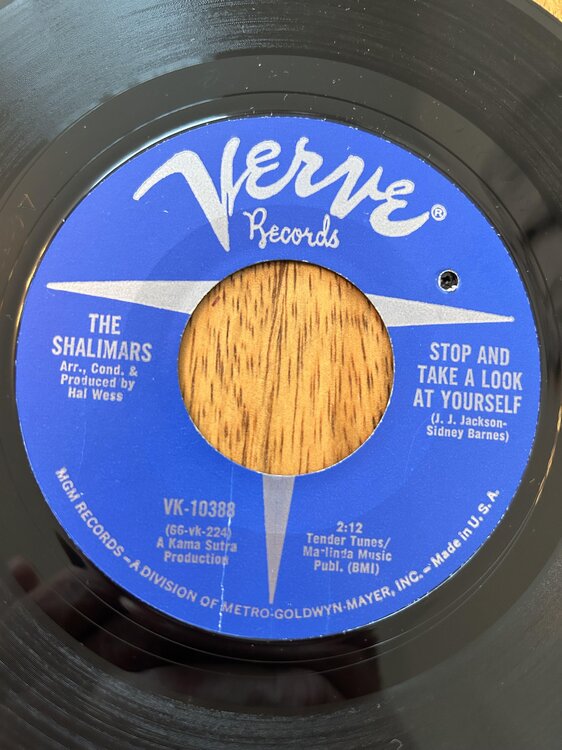 Verve®
Records
THE
SHALIMARS
Arr., Cond. &
Produced by
Hal Wess
STOP AND
TAKE A LOOK
AT YOURSELF
(J. J. Jackson-
Sidney Barnes)
VK-10388
(66-vk-224)
A Kama Sutra
Production
2:12
Tender Tunes/
Ma-linda Music
Publ. (BMI)
MGM RECORDS – A DIVISION OF METRO-GOLDWYN-MAYER, INC. – Made in U. S. A.